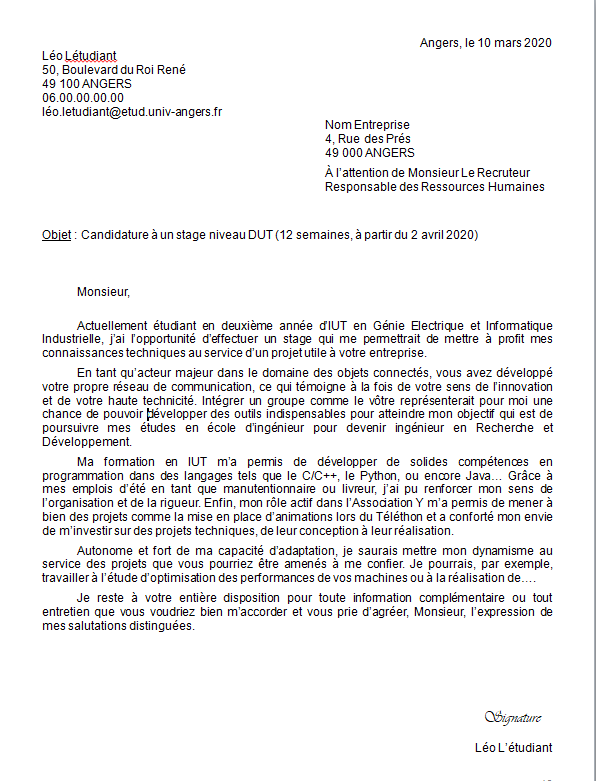 Angers, le 10 mars 2020
Léo Létudiant
50, Boulevard du Roi René
49 100 ANGERS
06.00.00.00.00
léo.letudiant@etud.univ-angers.fr
Nom Entreprise
4, Rue des Prés
49 000 ANGERS
À l’attention de Monsieur Le Recruteur
Responsable des Ressources Humaines
Objet : Candidature à un stage niveau DUT (12 semaines, à partir du 2 avril 2020)
Monsieur,
Actuellement étudiant en deuxième année d’IUT en Génie Electrique et Informatique
Industrielle, j’ai l’opportunité d’effectuer un stage qui me permettrait de mettre à profit mes
connaissances techniques au service d’un projet utile à votre entreprise.
En tant qu’acteur majeur dans le domaine des objets connectés, vous avez développé
votre propre réseau de communication, ce qui témoigne à la fois de votre sens de l’innovation
et de votre haute technicité. Intégrer un groupe comme le vôtre représenterait pour moi une
chance de pouvoir développer des outils indispensables pour atteindre mon objectif qui est de
poursuivre mes études en école d’ingénieur pour devenir ingénieur en Recherche et
Développement.
Ma formation en IUT m’a permis de développer de solides compétences en
programmation dans des langages tels que le C/C++, le Python, ou encore Java… Grâce à
mes emplois d’été en tant que manutentionnaire ou livreur, j’ai pu renforcer mon sens de
l’organisation et de la rigueur. Enfin, mon rôle actif dans l’Association Y m’a permis de mener à
bien des projets comme la mise en place d’animations lors du Téléthon et a conforté mon envie
de m’investir sur des projets techniques, de leur conception à leur réalisation.
Autonome et fort de ma capacité d’adaptation, je saurais mettre mon dynamisme au
service des projets que vous pourriez être amenés à me confier. Je pourrais, par exemple,
travailler à l’étude d’optimisation des performances de vos machines ou à la réalisation de….
Je reste à votre entière disposition pour toute information complémentaire ou tout
entretien que vous voudriez bien m’accorder et vous prie d’agréer, Monsieur, l’expression de
mes salutations distinguées.
Signature
Léo L’étudiant